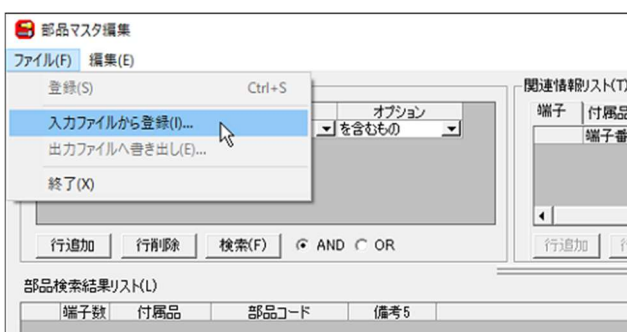 部品マスタ編集
ファイル(F) 編集(E)
登録(S) Ctrl+S
入力ファイルから登録(I)...
出力ファイルへ書き出し(E)...
終了(X)
オプション
を含むもの
行追加 行削除 検索(F) AND OR
関連情報リスト(T)
端子 付属品
端子番
行追加
部品検索結果リスト(L)
端子数 付属品 部品コード 備考5